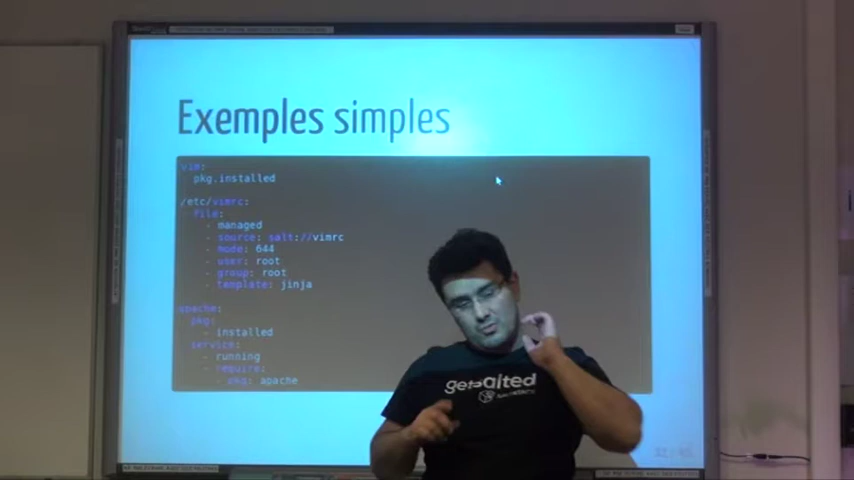 Exemples simples
vim:
pkg.installed
/etc/vimrc:
file:
- managed
- source: salt://vimrc
- mode: 644
- user: root
- group: root
- template: jinja
apache:
pkg:
- installed
service:
- running
- require:
- pkg: apache